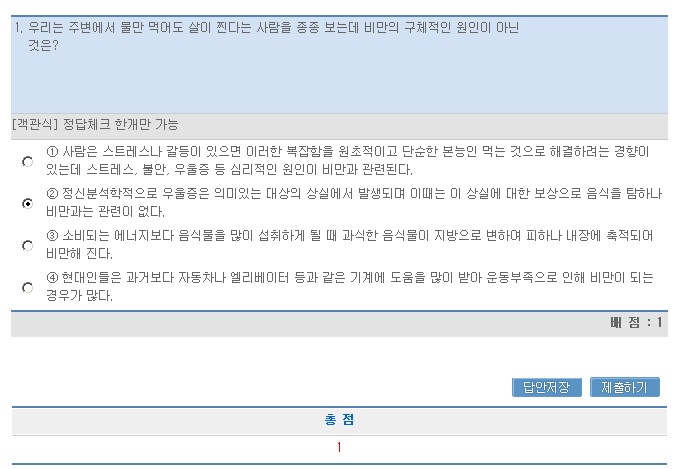 1. 우리는 주변에서 물만 먹어도 살이 찐다는 사람을 종종 보는데 비만의 구체적인 원인이 아닌
것은?
[객관식] 정답체크 한개만 가능
① 사람은 스트레스나 갈등이 있으면 이러한 복잡함을 원초적이고 단순한 본능인 먹는 것으로 해결하려는 경향이
있는데 스트레스, 불안, 우울증 등 심리적인 원인이 비만과 관련된다.
② 정신분석학적으로 우울증은 의미있는 대상의 상실에서 발생되며 이때는 이 상실에 대한 보상으로 음식을 탐하나
비만과는 관련이 없다.
③ 소비되는 에너지보다 음식물을 많이 섭취하게 될 때 과식한 음식물이 지방으로 변하여 피하나 내장에 축적되어
비만해 진다.
④ 현대인들은 과거보다 자동차나 엘리베이터 등과 같은 기계에 도움을 많이 받아 운동부족으로 인해 비만이 되는
경우가 많다.
배 점 : 1
답안저장 제출하기
총 점
1